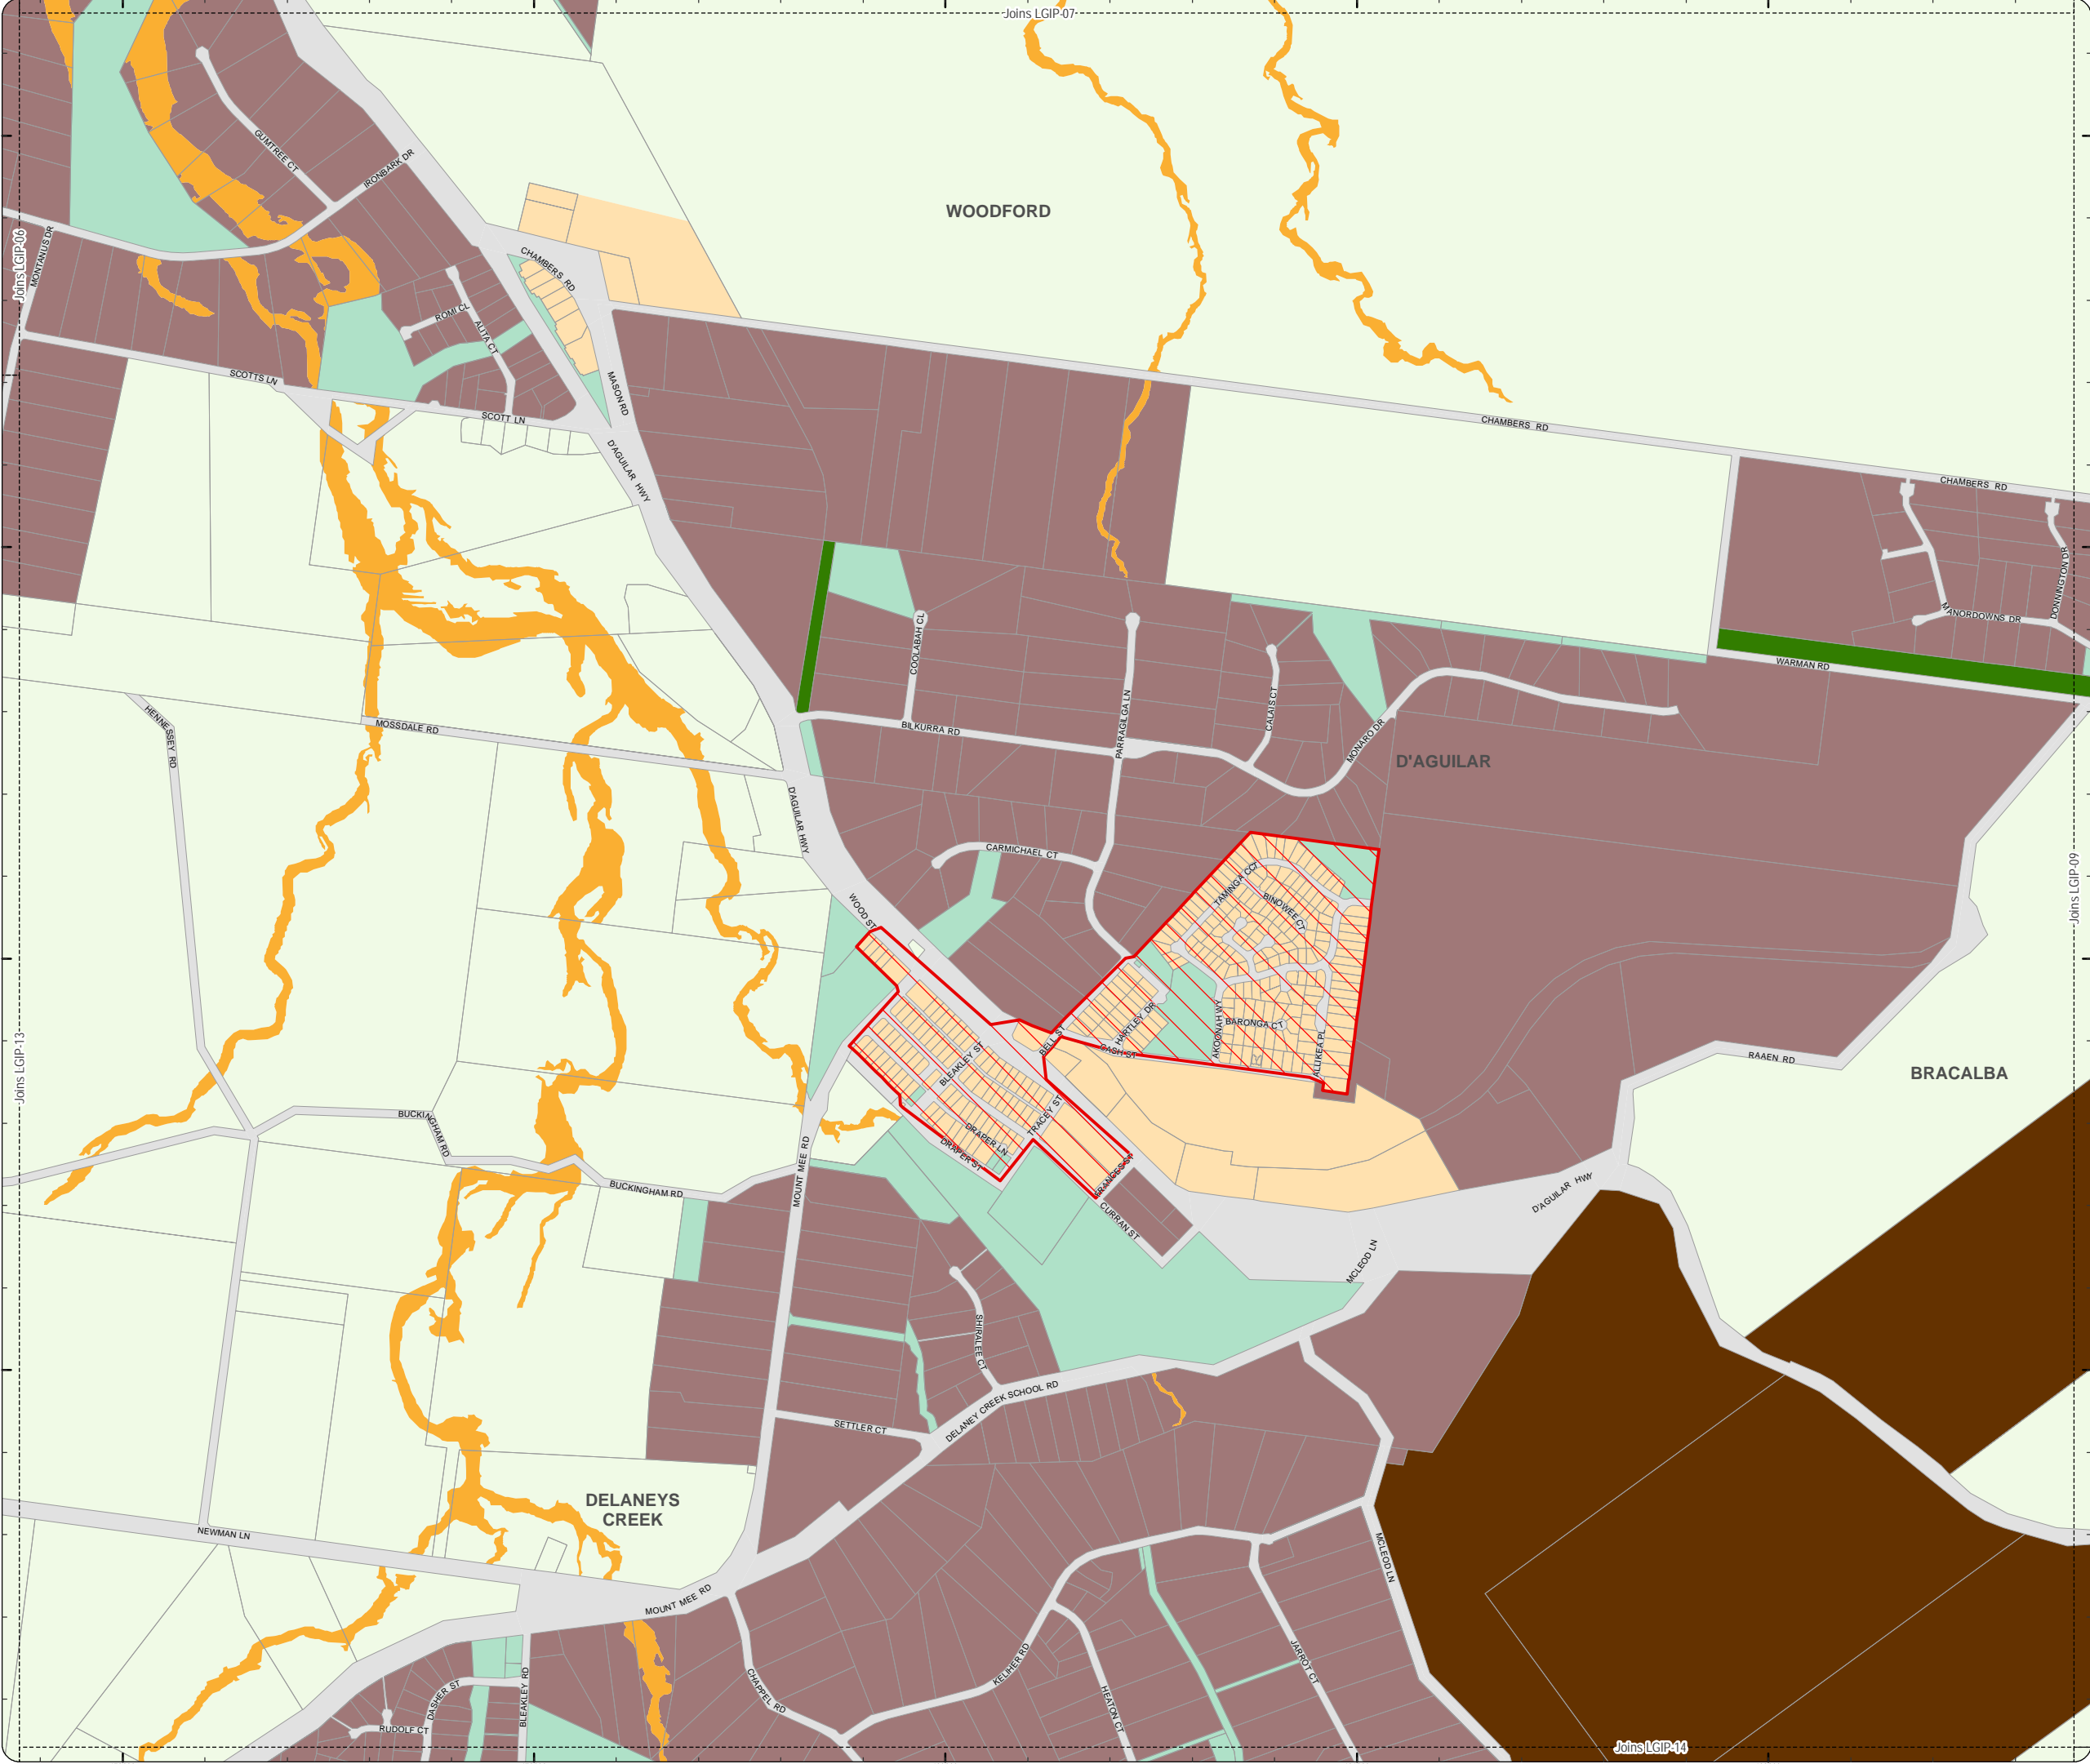 Joins LGIP-07
GUMTREE CT
IRONBARK DR
WOODFORD
MONTANUS DR
Joins LGIP-06
CHAMBERS RD
ROMI CL
ALITA CT
SCOTTS LN
MASON RD
SCOTT LN
D'AGUILAR HWY
CHAMBERS RD
CHAMBERS RD
DONNINGTON DR
MANORDOWNS DR
COOLABAH CL
WARMAN RD
PARRAGILGA LN
CALAIS CT
HENNESSEY RD
MOSSDALE RD
BILKURRA RD
MONARO DR
D'AGUILAR
D'AGUILAR HWY
CARMICHAEL CT
TAMINGA CCT
BINOWEE CT
WOOD ST
Joins LGIP-09
HARTLEY DR
AKOONAH WY
BARONGA CT
BELL ST
CASH ST
ALLIKEA PL
BLEAKLEY ST
RAAEN RD
BRACALBA
Joins LGIP-13
BUCKINGHAM RD
TRACEY ST
DRAPER LN
DRAPER ST
MOUNT MEE RD
FRANCES ST
BUCKINGHAM RD
CURRAN ST
D'AGUILAR HWY
MCLEOD LN
SHIRALEE CT
DELANEY CREEK SCHOOL RD
SETTLER CT
DELANEYS
CREEK
NEWMAN LN
MCLEOD LN
MOUNT MEE RD
KELIHER RD
JARROT CT
CHAPPEL RD
HEATON CT
DASHER ST
BLEAKLEY RD
RUDOLF CT
Joins LGIP-14